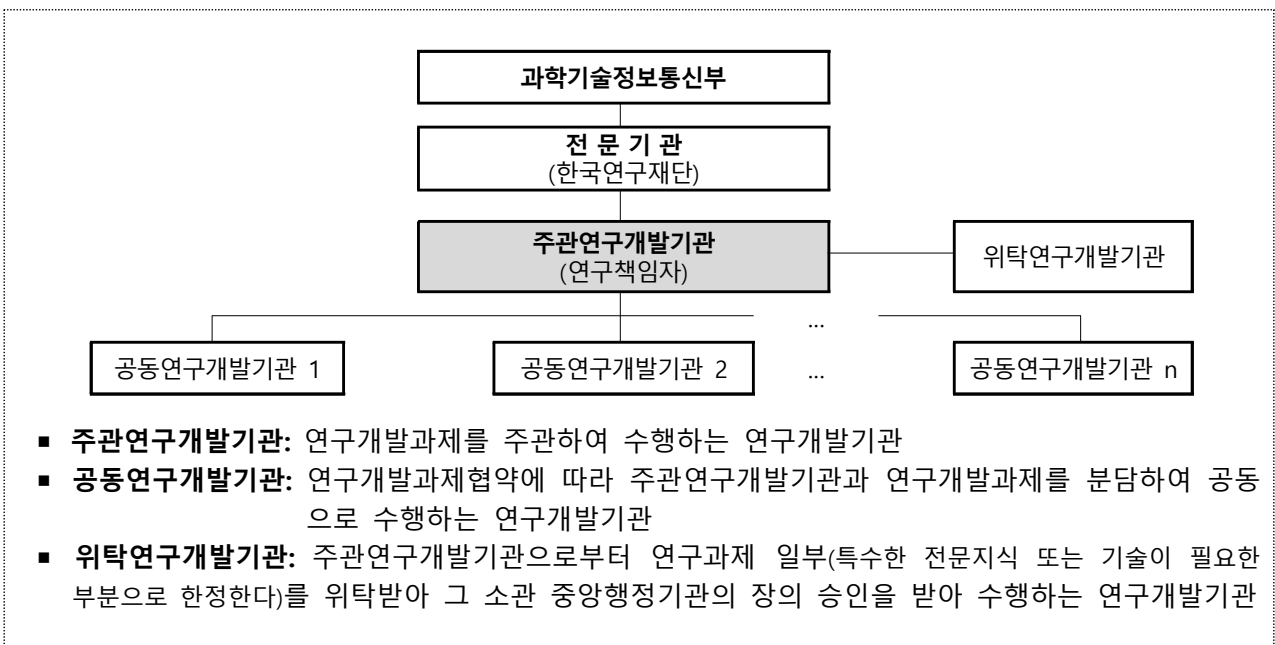 과학기술정보통신부
전 문 기 관
(한국연구재단)
주관연구개발기관
(연구책임자)
위탁연구개발기관
...
공동연구개발기관 1
공동연구개발기관 2
...
공동연구개발기관 n
▪ 주관연구개발기관: 연구개발과제를 주관하여 수행하는 연구개발기관
▪ 공동연구개발기관: 연구개발과제협약에 따라 주관연구개발기관과 연구개발과제를 분담하여 공동
으로 수행하는 연구개발기관
▪ 위탁연구개발기관: 주관연구개발기관으로부터 연구과제 일부(특수한 전문지식 또는 기술이 필요한
부분으로 한정한다)를 위탁받아 그 소관 중앙행정기관의 장의 승인을 받아 수행하는 연구개발기관